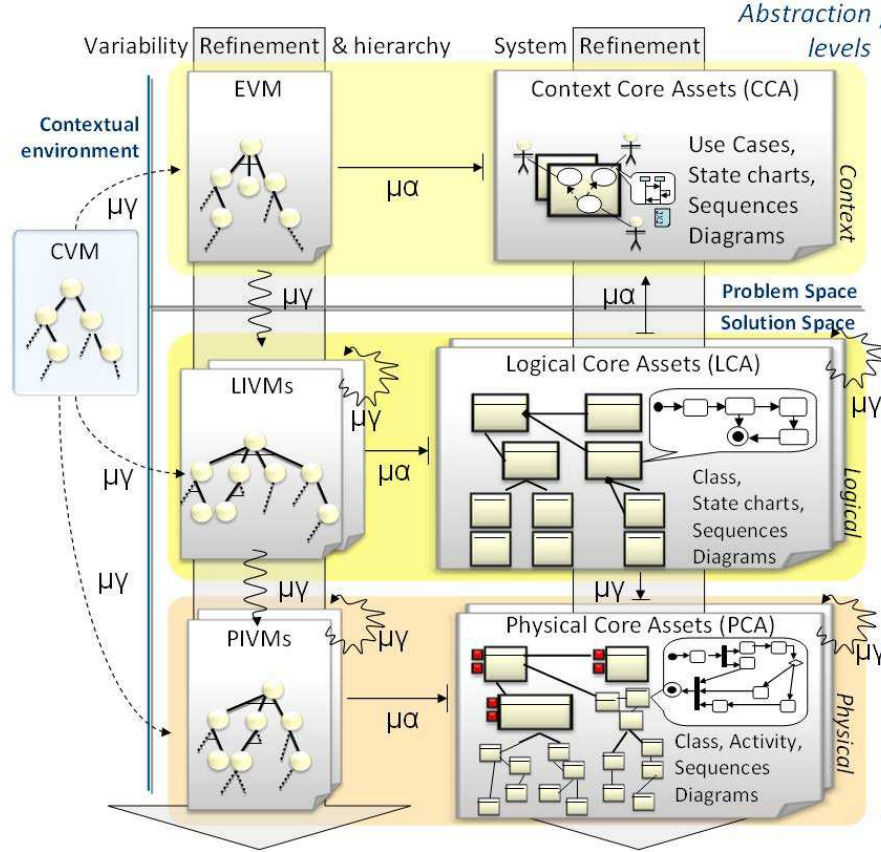 Abstraction
levels
Variability Refinement & hierarchy
System Refinement
Contextual
environment
EVM
μα
Context Core Assets (CCA)
Use Cases,
State charts,
Sequences
Diagrams
TXT
Context
μγ
CVM
μγ
μα
Problem Space
Solution Space
LIVMs
μγ
μα
Logical Core Assets (LCA)
Class,
State charts,
Sequences
Diagrams
μγ
Logical
μγ
μγ
μγ
μγ
PIVMs
μγ
μα
Physical Core Assets (PCA)
Class, Activity,
Sequences
Diagrams
μγ
Physical